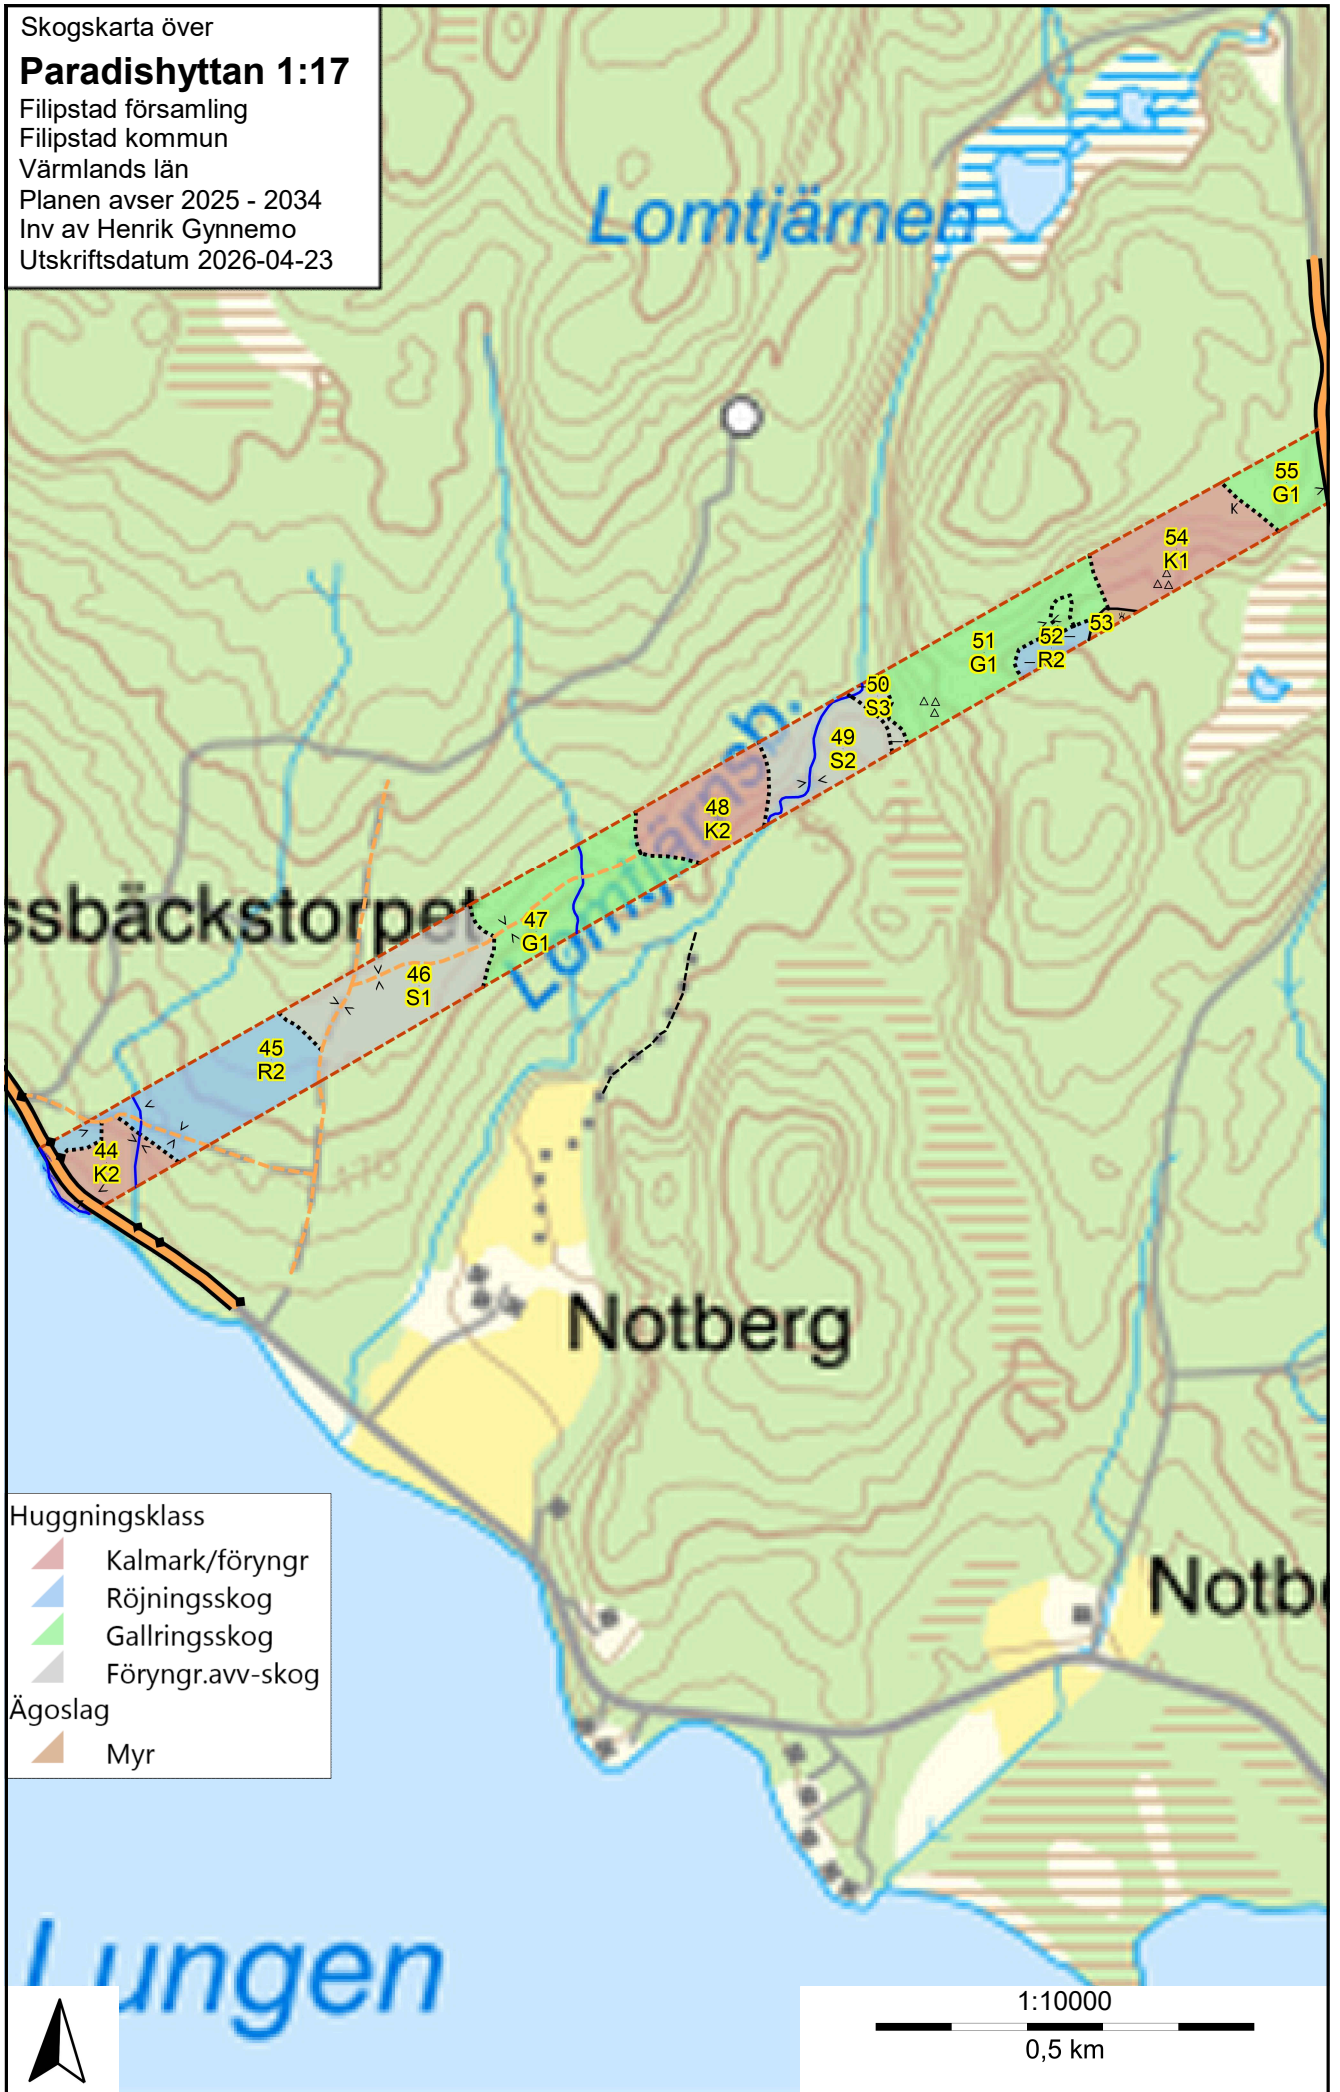 Skogskarta över
Paradishyttan 1:17
Filipstad församling
Filipstad kommun
Värmlands län
Planen avser 2025 - 2034
Inv av Henrik Gynnemo
Utskriftsdatum 2026-04-23
Lomtjärnen
55
G1
K
54
K1
53
52
R2
51
G1
50
S3
49
S2
48
K2
Lomtjärnsb.
47
G1
ssbäckstorpet
46
S1
45
R2
44
K2
170
Notberg
Huggningsklass
Kalmark/föryngr
Röjningsskog
Gallringsskog
Föryngr.avv-skog
Ägoslag
Myr
Notb
Lungen
1:10000
0,5 km